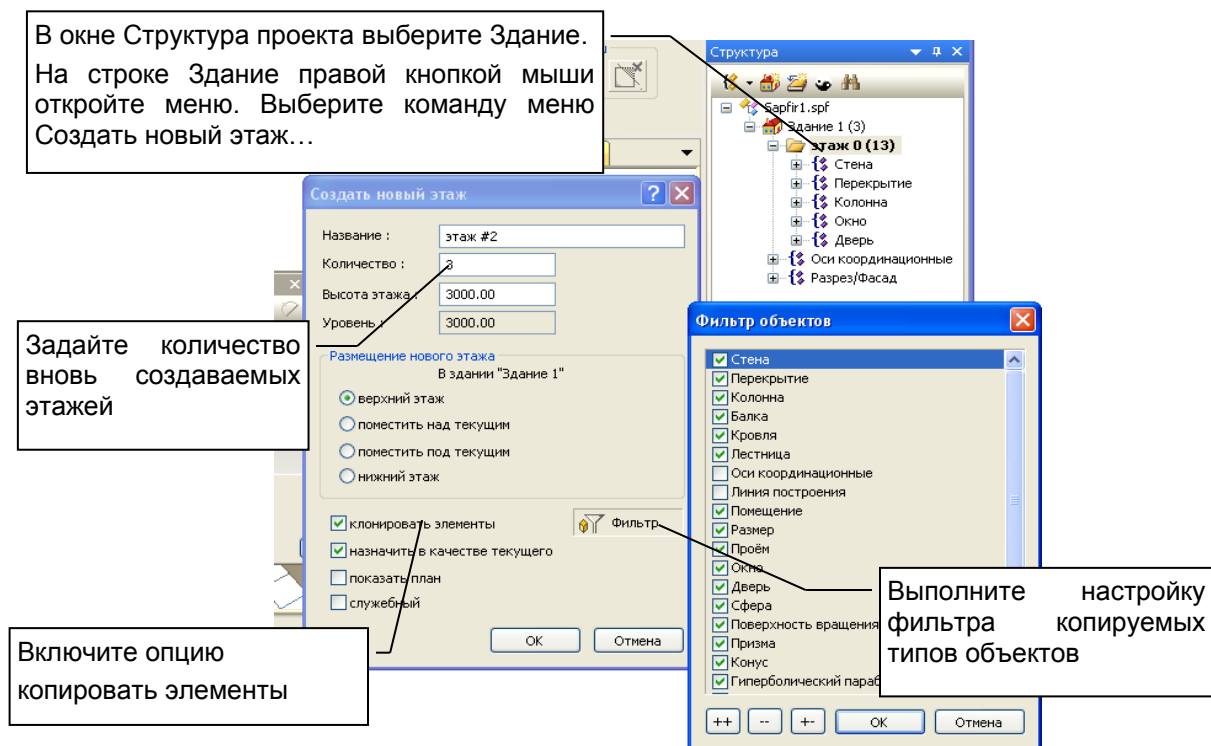 В окне Структура проекта выберите Здание.
На строке Здание правой кнопкой мыши
откройте меню. Выберите команду меню
Создать новый этаж…
Структура
Sapfir1.spf
Здание 1 (3)
этаж 0 (13)
Стена
Перекрытие
Колонна
Окно
Дверь
Оси координационные
Разрез/Фасад
Создать новый этаж
Название :
этаж #2
Количество :
3
Высота этажа :
3000.00
Уровень :
3000.00
Размещение нового этажа
В здании "Здание 1"
верхний этаж
поместить над текущим
поместить под текущим
нижний этаж
клонировать элементы
Фильтр
назначить в качестве текущего
показать план
служебный
ОК
Отмена
Задайте количество
вновь создаваемых
этажей
Включите опцию
копировать элементы
Фильтр объектов
Стена
Перекрытие
Колонна
Балка
Кровля
Лестница
Оси координационные
Линия построения
Помещение
Размер
Проём
Окно
Дверь
Сфера
Поверхность вращения
Призма
Конус
Гиперболический параб
++
--
+-
ОК
Отмена
Выполните настройку
фильтра копируемых
типов объектов